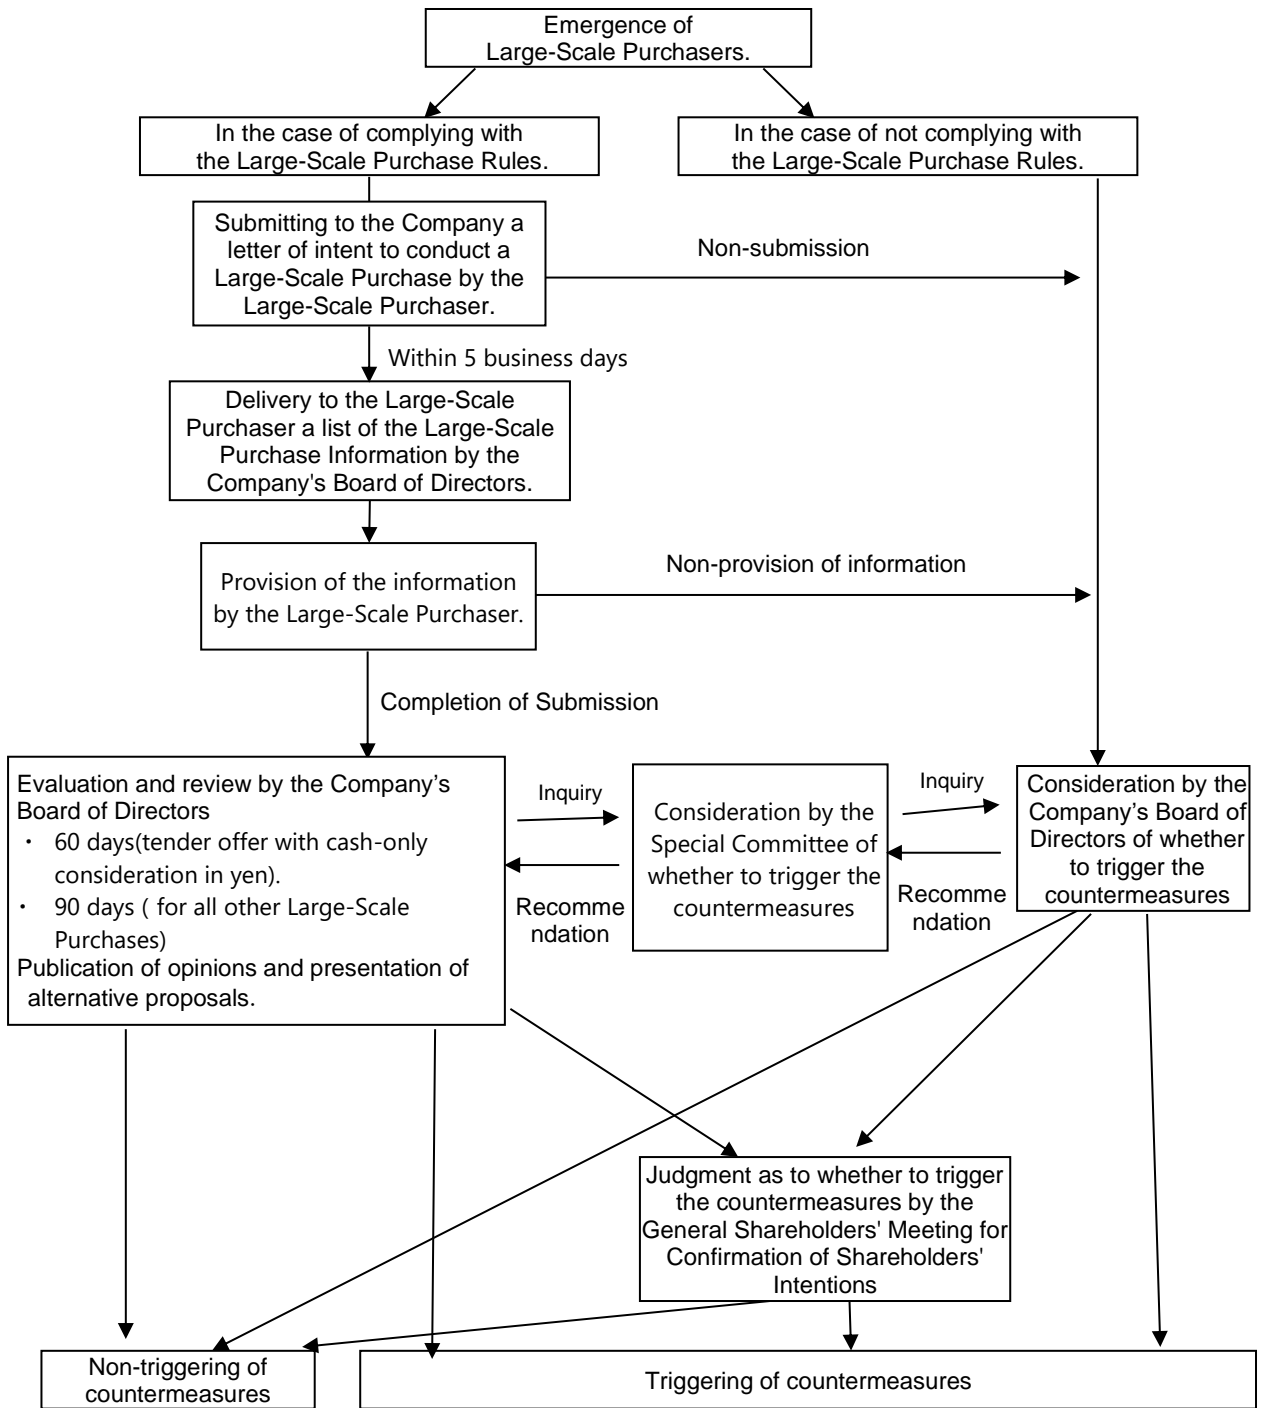 Emergence of
Large-Scale Purchasers.
In the case of complying with
the Large-Scale Purchase Rules.
In the case of not complying with
the Large-Scale Purchase Rules.
Submitting to the Company a
letter of intent to conduct a
Large-Scale Purchase by the
Large-Scale Purchaser.
Non-submission
Within 5 business days
Delivery to the Large-Scale
Purchaser a list of the Large-Scale
Purchase Information by the
Company's Board of Directors.
Provision of the information
by the Large-Scale Purchaser.
Non-provision of information
Completion of Submission
Evaluation and review by the Company’s
Board of Directors
・ 60 days(tender offer with cash-only
consideration in yen).
・ 90 days ( for all other Large-Scale
Purchases)
Publication of opinions and presentation of
alternative proposals.
Inquiry
Recomme
ndation
Consideration by the
Special Committee of
whether to trigger the
countermeasures
Inquiry
Recomme
ndation
Consideration by the
Company’s Board of
Directors of whether
to trigger the
countermeasures
Judgment as to whether to trigger
the countermeasures by the
General Shareholders' Meeting for
Confirmation of Shareholders'
Intentions
Non-triggering of
countermeasures
Triggering of countermeasures